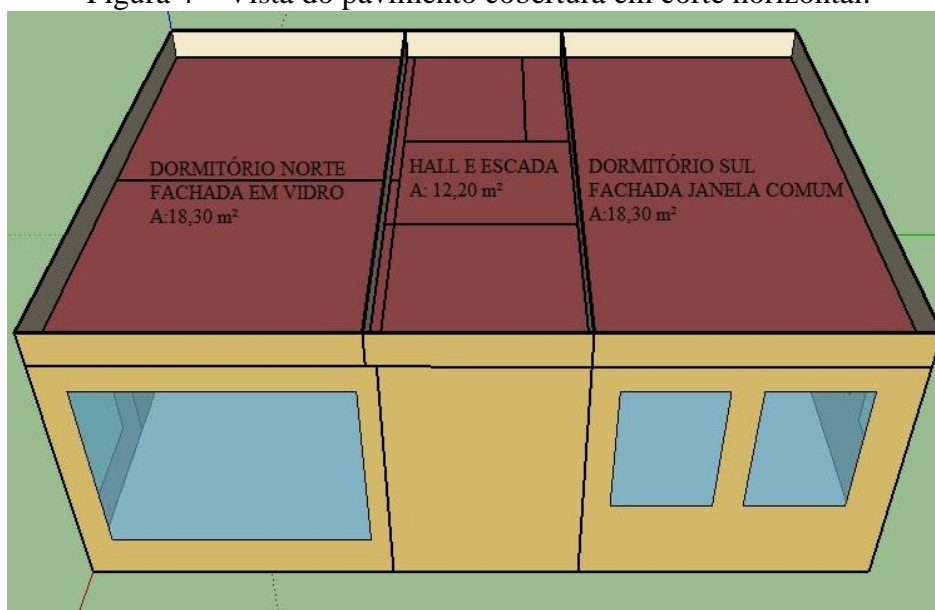 Figura 4 – Vista do pavimento cobertura em corte horizontal.
DORMITÓRIO NORTE
FACHADA EM VIDRO
A:18,30 m²
HALL E ESCADA
A: 12,20 m²
DORMITÓRIO SUL
FACHADA JANELA COMUM
A:18,30 m²